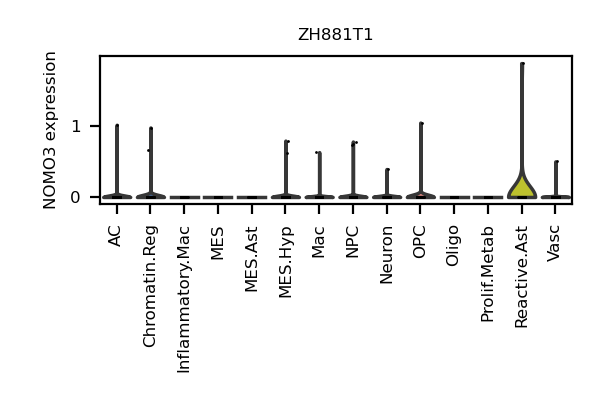 ZH881T1
NOMO3 expression
1
0
AC
Chromatin.Reg
Inflammatory.Mac
MES
MES.Ast
MES.Hyp
Mac
NPC
Neuron
OPC
Oligo
Prolif.Metab
Reactive.Ast
Vasc